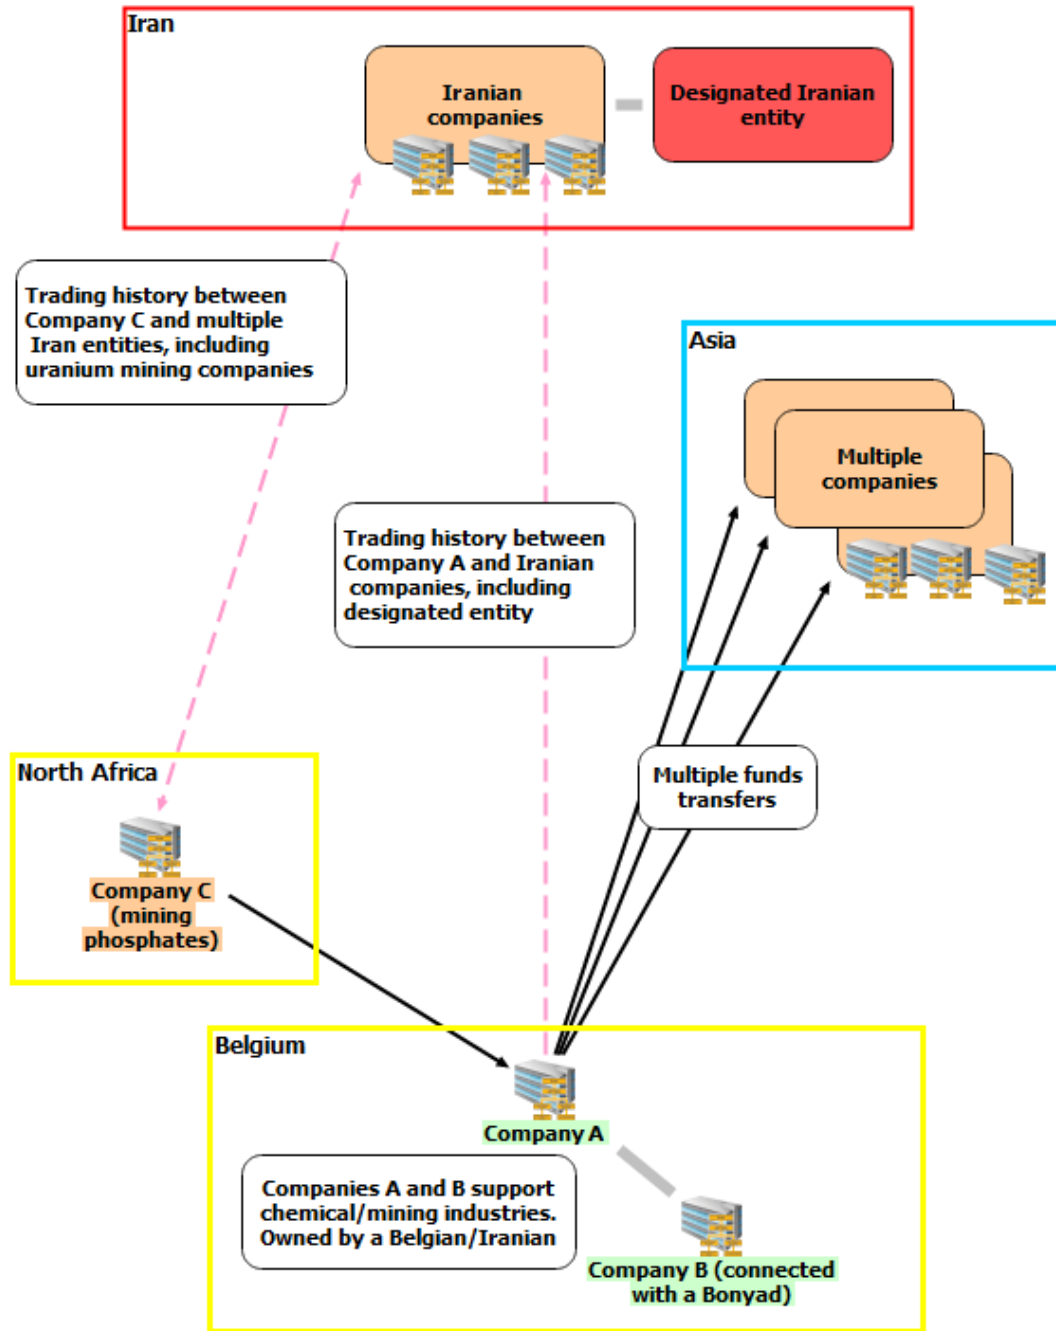 Iran
Iranian
companies
Designated Iranian
entity
Trading history between
Company C and multiple
Iran entities, including
uranium mining companies
Asia
Multiple
companies
Trading history between
Company A and Iranian
companies, including
designated entity
North Africa
Multiple funds
transfers
Company C
(mining
phosphates)
Belgium
Company A
Companies A and B support
chemical/mining industries.
Owned by a Belgian/Iranian
Company B (connected
with a Bonyad)